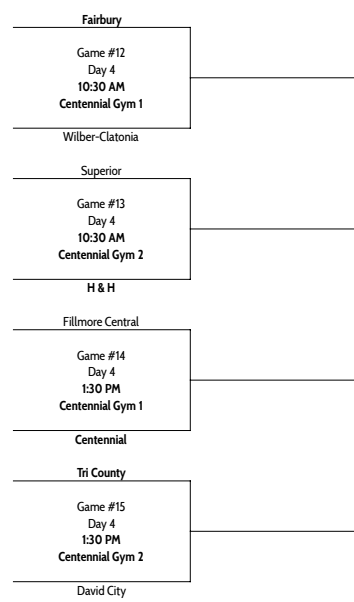 Fairbury
Game #12
Day 4
10:30 AM
Centennial Gym 1
Wilber-Clatonia
Superior
Game #13
Day 4
10:30 AM
Centennial Gym 2
H & H
Fillmore Central
Game #14
Day 4
1:30 PM
Centennial Gym 1
Centennial
Tri County
Game #15
Day 4
1:30 PM
Centennial Gym 2
David City